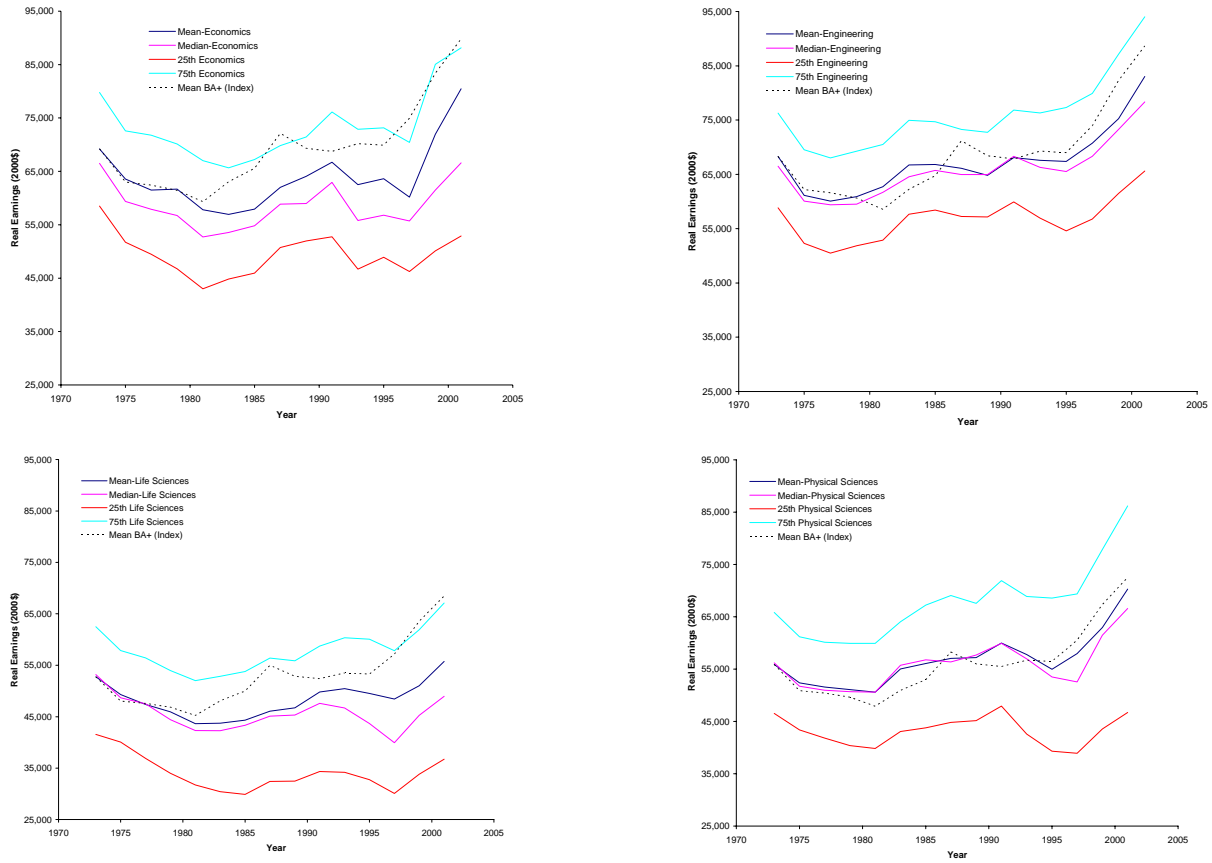 95,000
85,000
75,000
65,000
55,000
45,000
35,000
25,000
Real Earnings (2000$)
Mean-Economics
Median-Economics
25th Economics
75th Economics
Mean BA+ (Index)
1970 1975 1980 1985 1990 1995 2000 2005
Year
95,000
85,000
75,000
65,000
55,000
45,000
35,000
25,000
Real Earnings (2000$)
Mean-Engineering
Median-Engineering
25th Engineering
75th Engineering
Mean BA+ (Index)
1970 1975 1980 1985 1990 1995 2000 2005
Year
95,000
85,000
75,000
65,000
55,000
45,000
35,000
25,000
Real Earnings (2000$)
Mean-Life Sciences
Median-Life Sciences
25th Life Sciences
75th Life Sciences
Mean BA+ (Index)
1970 1975 1980 1985 1990 1995 2000 2005
Year
95,000
85,000
75,000
65,000
55,000
45,000
35,000
25,000
Real Earnings (2000$)
Mean-Physical Sciences
Median-Physical Sciences
25th Physical Sciences
75th Physical Sciences
Mean BA+ (Index)
1970 1975 1980 1985 1990 1995 2000 2005
Year